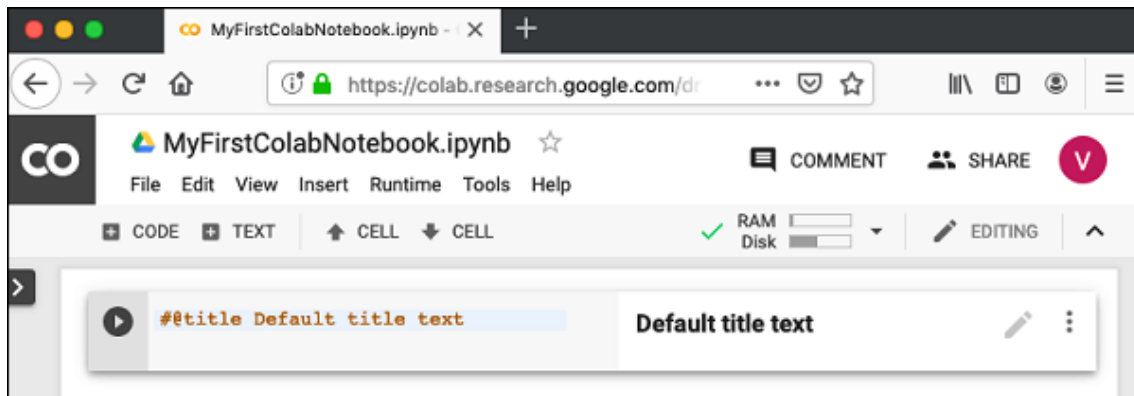 CO MyFirstColabNotebook.ipynb -
https://colab.research.google.com/dr
CO
MyFirstColabNotebook.ipynb
COMMENT SHARE V
File Edit View Insert Runtime Tools Help
CODE TEXT CELL CELL
RAM
Disk
EDITING
#@title Default title text
Default title text